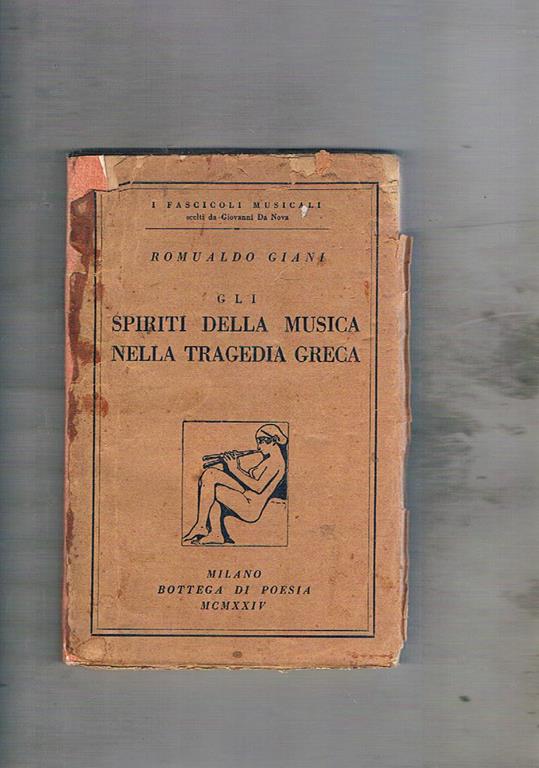 I FASCICOLI MUSICALI
scelti da Giovanni Da Nova
ROMUALDO GIANI
GLI
SPIRITI DELLA MUSICA
NELLA TRAGEDIA GRECA
MILANO
BOTTEGA DI POESIA
MCMXXIV